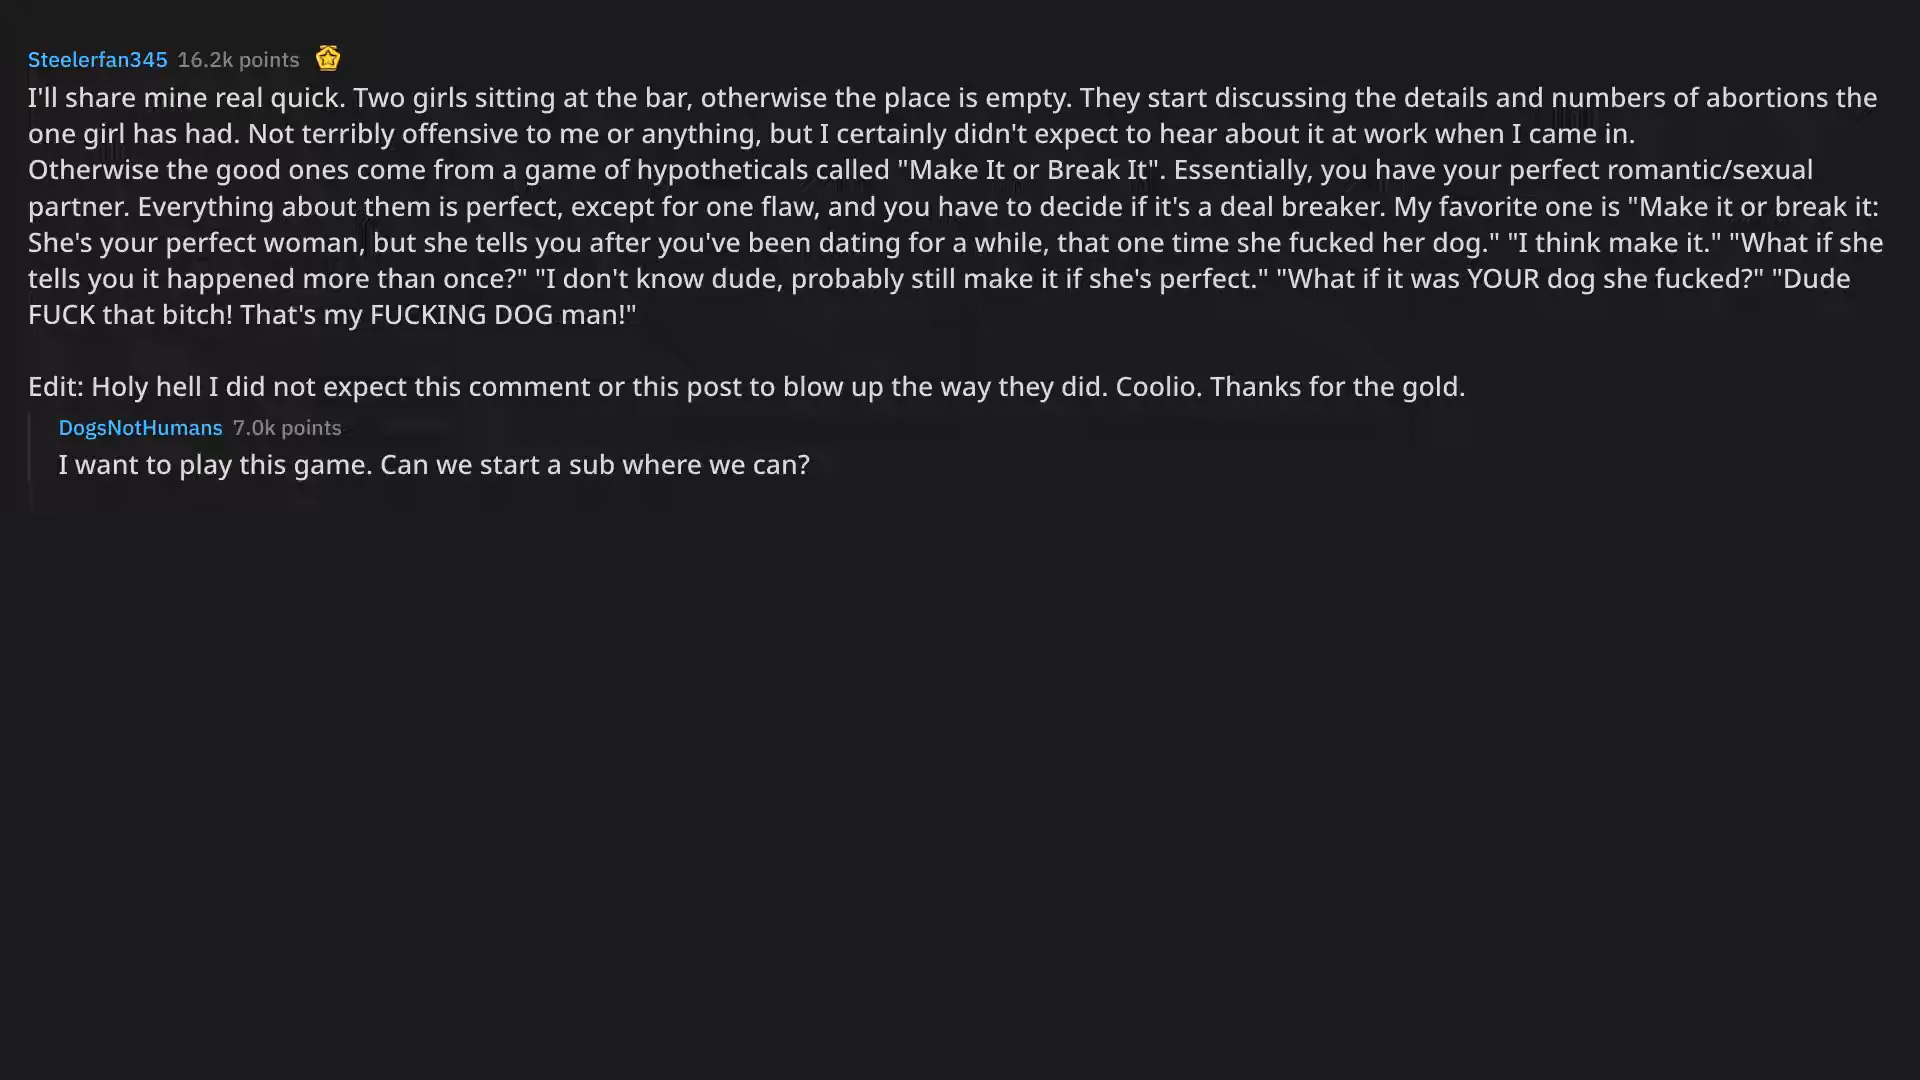 Steelerfan345 16.2k points
I'll share mine real quick. Two girls sitting at the bar, otherwise the place is empty. They start discussing the details and numbers of abortions the
one girl has had. Not terribly offensive to me or anything, but I certainly didn't expect to hear about it at work when I came in.
Otherwise the good ones come from a game of hypotheticals called "Make It or Break It". Essentially, you have your perfect romantic/sexual
partner. Everything about them is perfect, except for one flaw, and you have to decide if it's a deal breaker. My favorite one is "Make it or break it:
She's your perfect woman, but she tells you after you've been dating for a while, that one time she fucked her dog." "I think make it." "What if she
tells you it happened more than once?" "I don't know dude, probably still make it if she's perfect." "What if it was YOUR dog she fucked?" "Dude
FUCK that bitch! That's my FUCKING DOG man!"
Edit: Holy hell I did not expect this comment or this post to blow up the way they did. Coolio. Thanks for the gold.
DogsNotHumans 7.0k points
I want to play this game. Can we start a sub where we can?